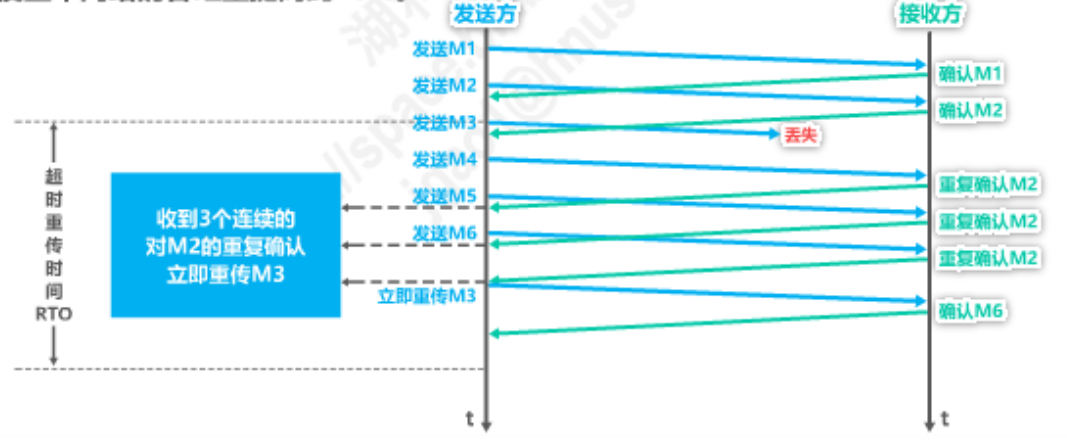 发送方
接收方
发送M1
确认M1
发送M2
确认M2
发送M3
丢失
发送M4
超时重传时间RTO
重复确认M2
发送M5
收到3个连续的
对M2的重复确认
立即重传M3
重复确认M2
发送M6
重复确认M2
立即重传M3
确认M6
t
t